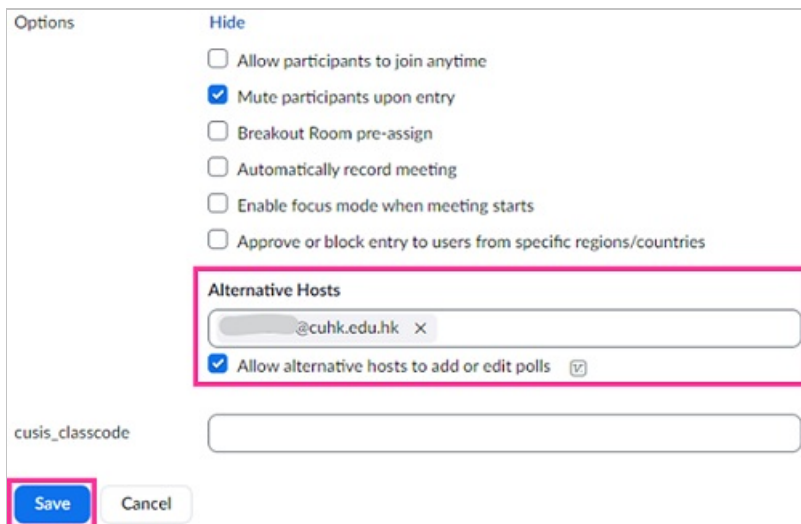 Options Hide
Allow participants to join anytime
Mute participants upon entry
Breakout Room pre-assign
Automatically record meeting
Enable focus mode when meeting starts
Approve or block entry to users from specific regions/countries
Alternative Hosts
@cuhk.edu.hk ×
Allow alternative hosts to add or edit polls
cusis_classcode
Save Cancel